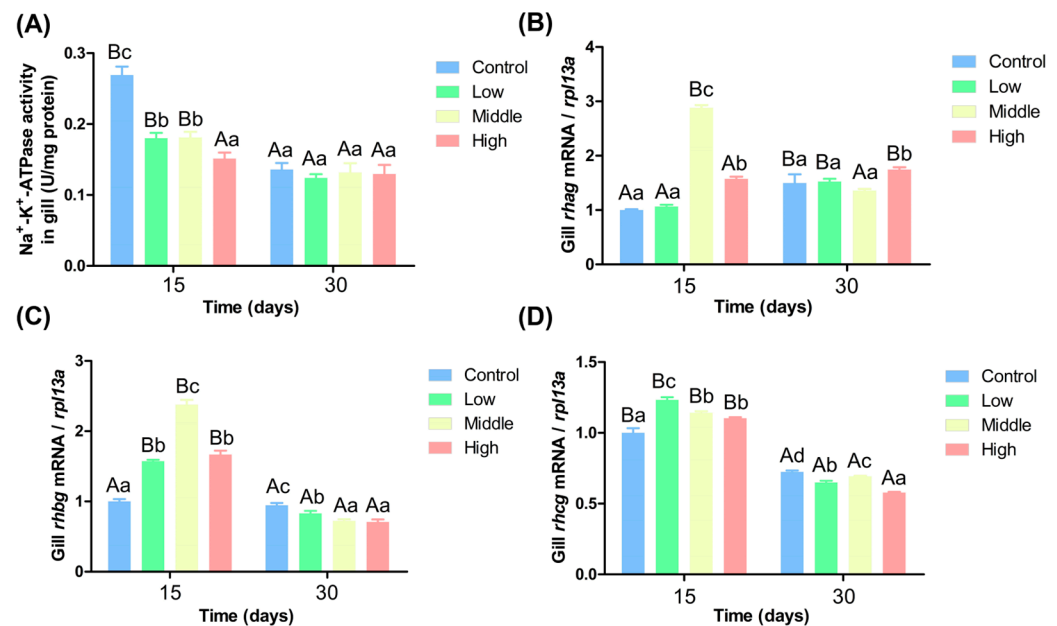 (A)
Na⁺-K⁺-ATPase activity
in gill (U/mg protein)
0.3
0.2
0.1
0.0
Bc
Bb
Bb
Aa
Aa
Aa
Aa
Aa
15
30
Time (days)
Control
Low
Middle
High
(B)
Gill rhag mRNA / rpl13a
4
3
2
1
0
Aa
Aa
Bc
Ab
Ba
Ba
Aa
Bb
15
30
Time (days)
Control
Low
Middle
High
(C)
Gill rhbg mRNA / rpl13a
3
2
1
0
Aa
Bb
Bc
Bb
Ac
Ab
Aa
Aa
15
30
Time (days)
Control
Low
Middle
High
(D)
Gill rhcg mRNA / rpl13a
1.5
1.0
0.5
0.0
Ba
Bc
Bb
Bb
Ad
Ab
Ac
Aa
15
30
Time (days)
Control
Low
Middle
High